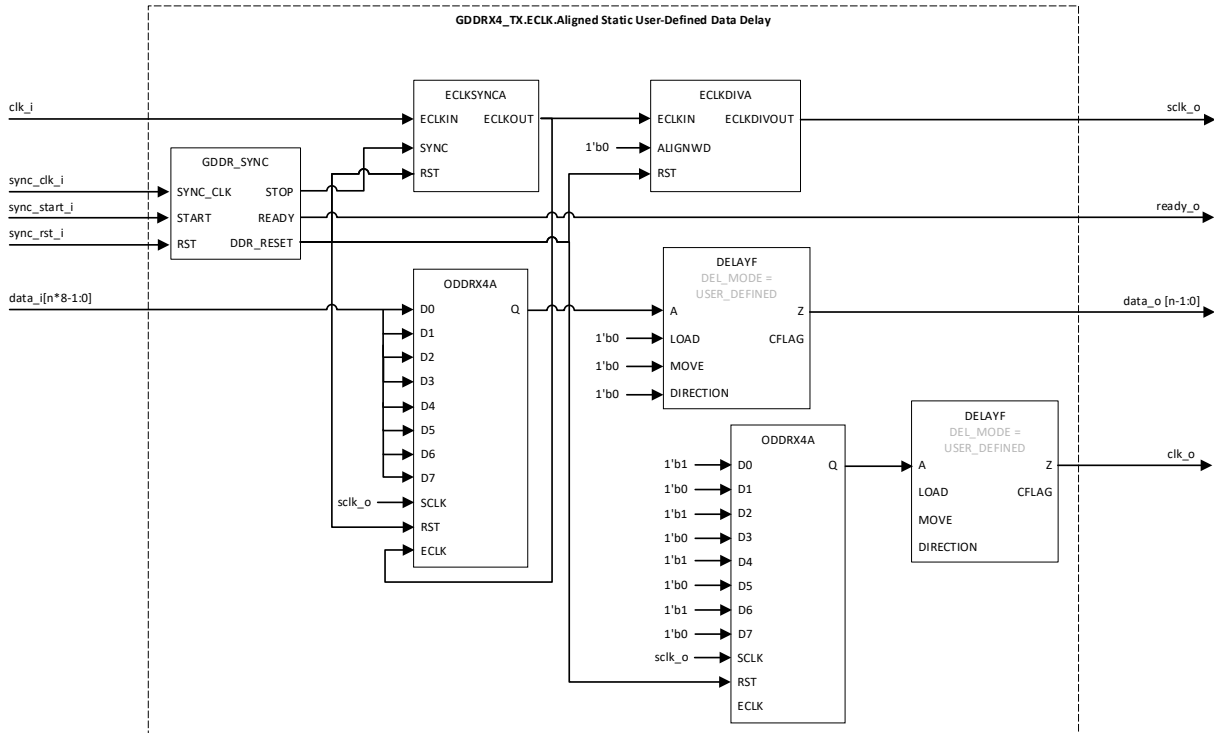 GDDRX4_TX.ECLK.Aligned Static User-Defined Data Delay
clk_i
ECLKSYNCA
ECLKIN ECLKOUT
SYNC
RST
ECLKDIVA
ECLKIN ECLKDIVOUT
1'b0 ALIGNWD
RST
sclk_o
GDDR_SYNC
sync_clk_i
SYNC_CLK STOP
sync_start_i
START READY
sync_rst_i
RST DDR_RESET
ready_o
data_i[n*8-1:0]
ODDRX4A
D0 Q
D1
D2
D3
D4
D5
D6
D7
sclk_o SCLK
RST
ECLK
DELAYF
DEL_MODE =
USER_DEFINED
A Z
1'b0 LOAD CFLAG
1'b0 MOVE
1'b0 DIRECTION
data_o [n-1:0]
ODDRX4A
1'b1 D0 Q
1'b0 D1
1'b1 D2
1'b0 D3
1'b1 D4
1'b0 D5
1'b1 D6
1'b0 D7
sclk_o SCLK
RST
ECLK
DELAYF
DEL_MODE =
USER_DEFINED
A Z
LOAD CFLAG
MOVE
DIRECTION
clk_o